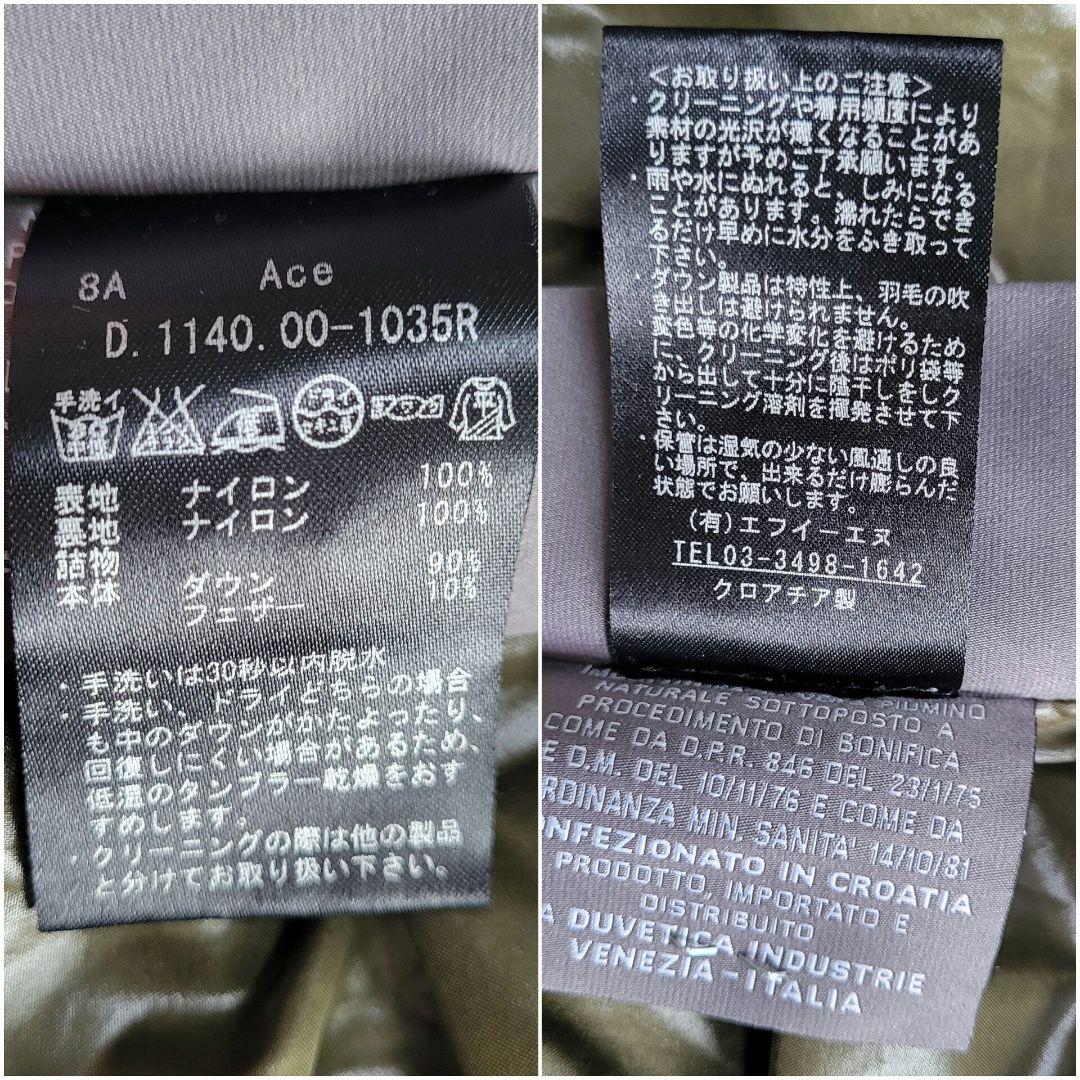 8A Ace
D.1140.00-1035R
手洗イ
中性
低
ドライ
セキユ系
ヨワク
平
表地 ナイロン 100%
裏地 ナイロン 100%
詰物
本体 ダウン 90%
フェザー 10%
・手洗いは30秒以内脱水
・手洗い、ドライどちらの場合
も中のダウンがかたよったり、
回復しにくい場合があるため、
低温のタンブラー乾燥をおす
すめします。
・クリーニングの際は他の製品
と分けてお取り扱い下さい。
<お取り扱い上のご注意>
・クリーニングや着用頻度により
素材の光沢が薄くなることがあ
りますが予めご了承願います。
・雨や水にぬれると、しみになる
ことがあります。濡れたらでき
るだけ早めに水分をふき取って
下さい。
・ダウン製品は特性上、羽毛の吹
き出しは避けられません。
・変色等の化学変化を避けるため
に、クリーニング後はポリ袋等
から出して十分に陰干しをしク
リーニング溶剤を揮発させて下
さい。
・保管は湿気の少ない風通しの良
い場所で、出来るだけ膨らんだ
状態でお願いします。
(有)エフイーエヌ
TEL03-3498-1642
クロアチア製
PIUMINO
NATURALE SOTTOPOSTO A
PROCEDIMENTO DI BONIFICA
COME DA D.P.R. 846 DEL 23/1/75
E D.M. DEL 10/11/76 E COME DA
RDINANZA MIN. SANITA' 14/10/81
NFEZIONATO IN CROATIA
PRODOTTO, IMPORTATO E
DISTRIBUITO
A DUVETICA INDUSTRIE
VENEZIA-ITALIA